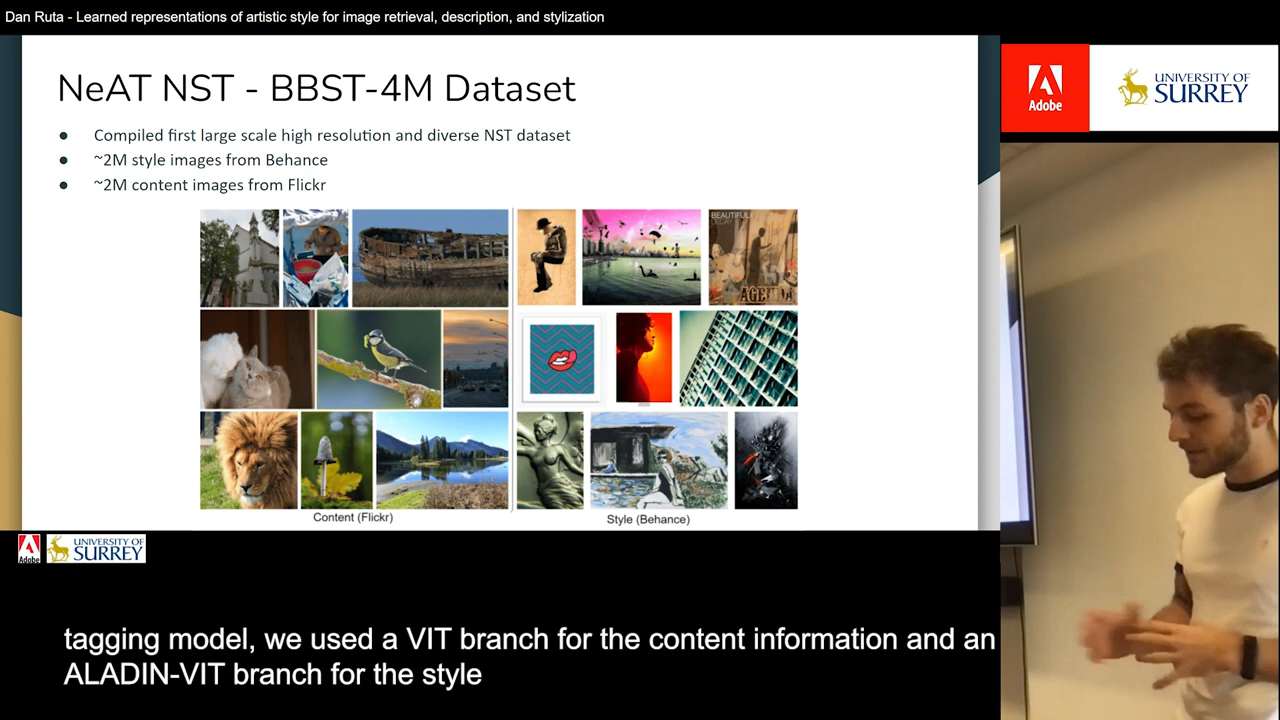 Dan Ruta - Learned representations of artistic style for image retrieval, description, and stylization
NeAT NST - BBST-4M Dataset
Compiled first large scale high resolution and diverse NST dataset
~2M style images from Behance
~2M content images from Flickr
BEAUTIFUL/
DECAY
AGENDA
Content (Flickr)
Style (Behance)
Adobe
UNIVERSITY OF
SURREY
Adobe
UNIVERSITY OF
SURREY
tagging model, we used a VIT branch for the content information and an
ALADIN-VIT branch for the style